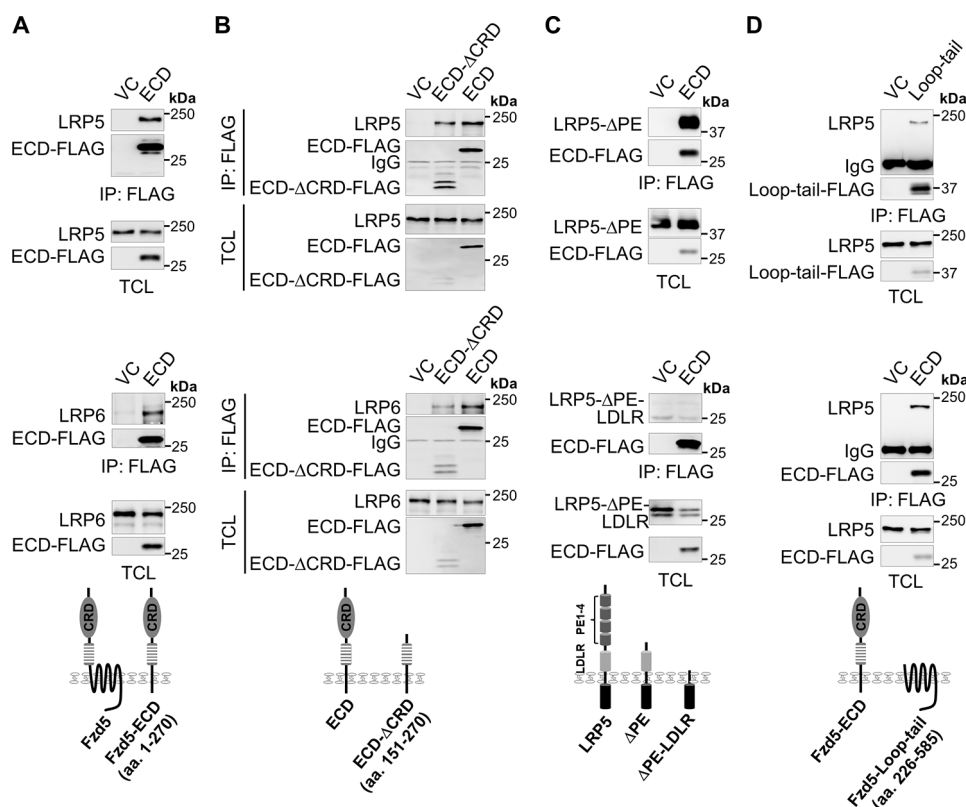 A
VC
ECD
kDa
LRP5
250
ECD-FLAG
25
IP: FLAG
LRP5
250
ECD-FLAG
25
TCL
VC
ECD
kDa
LRP6
250
ECD-FLAG
25
IP: FLAG
LRP6
250
ECD-FLAG
25
TCL
CRD
CRD
Fzd5
Fzd5-ECD
(aa. 1-270)
B
VC
ECD-ΔCRD
ECD
kDa
IP: FLAG
LRP5
250
ECD-FLAG
IgG
25
ECD-ΔCRD-FLAG
TCL
LRP5
250
ECD-FLAG
25
ECD-ΔCRD-FLAG
VC
ECD-ΔCRD
ECD
kDa
IP: FLAG
LRP6
250
ECD-FLAG
IgG
25
ECD-ΔCRD-FLAG
TCL
LRP6
250
ECD-FLAG
25
ECD-ΔCRD-FLAG
CRD
ECD
ECD-ΔCRD
(aa. 151-270)
C
VC
ECD
kDa
LRP5-ΔPE
37
ECD-FLAG
25
IP: FLAG
LRP5-ΔPE
37
ECD-FLAG
25
TCL
VC
ECD
kDa
LRP5-ΔPE-
LDLR
25
ECD-FLAG
25
IP: FLAG
LRP5-ΔPE-
LDLR
25
ECD-FLAG
25
TCL
LDLR PE1-4
LRP5
ΔPE
ΔPE-LDLR
D
VC
Loop-tail
kDa
LRP5
250
IgG
Loop-tail-FLAG
37
IP: FLAG
LRP5
250
Loop-tail-FLAG
37
TCL
VC
ECD
kDa
LRP5
250
IgG
ECD-FLAG
25
IP: FLAG
LRP5
250
ECD-FLAG
25
TCL
CRD
Fzd5-ECD
Fzd5-Loop-tail
(aa. 226-585)